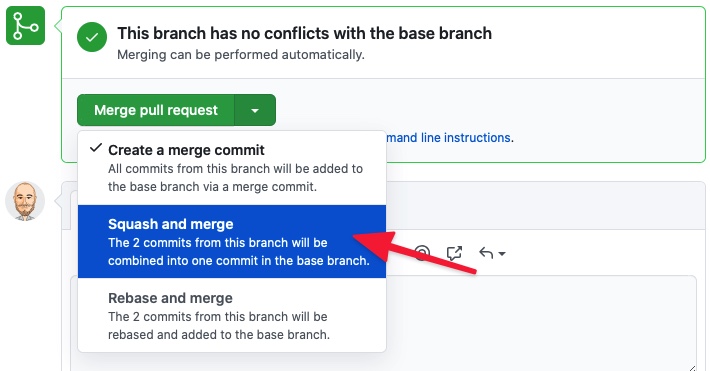 This branch has no conflicts with the base branch
Merging can be performed automatically.
Merge pull request
mand line instructions.
Create a merge commit
All commits from this branch will be added to
the base branch via a merge commit.
Squash and merge
The 2 commits from this branch will be
combined into one commit in the base branch.
Rebase and merge
The 2 commits from this branch will be
rebased and added to the base branch.